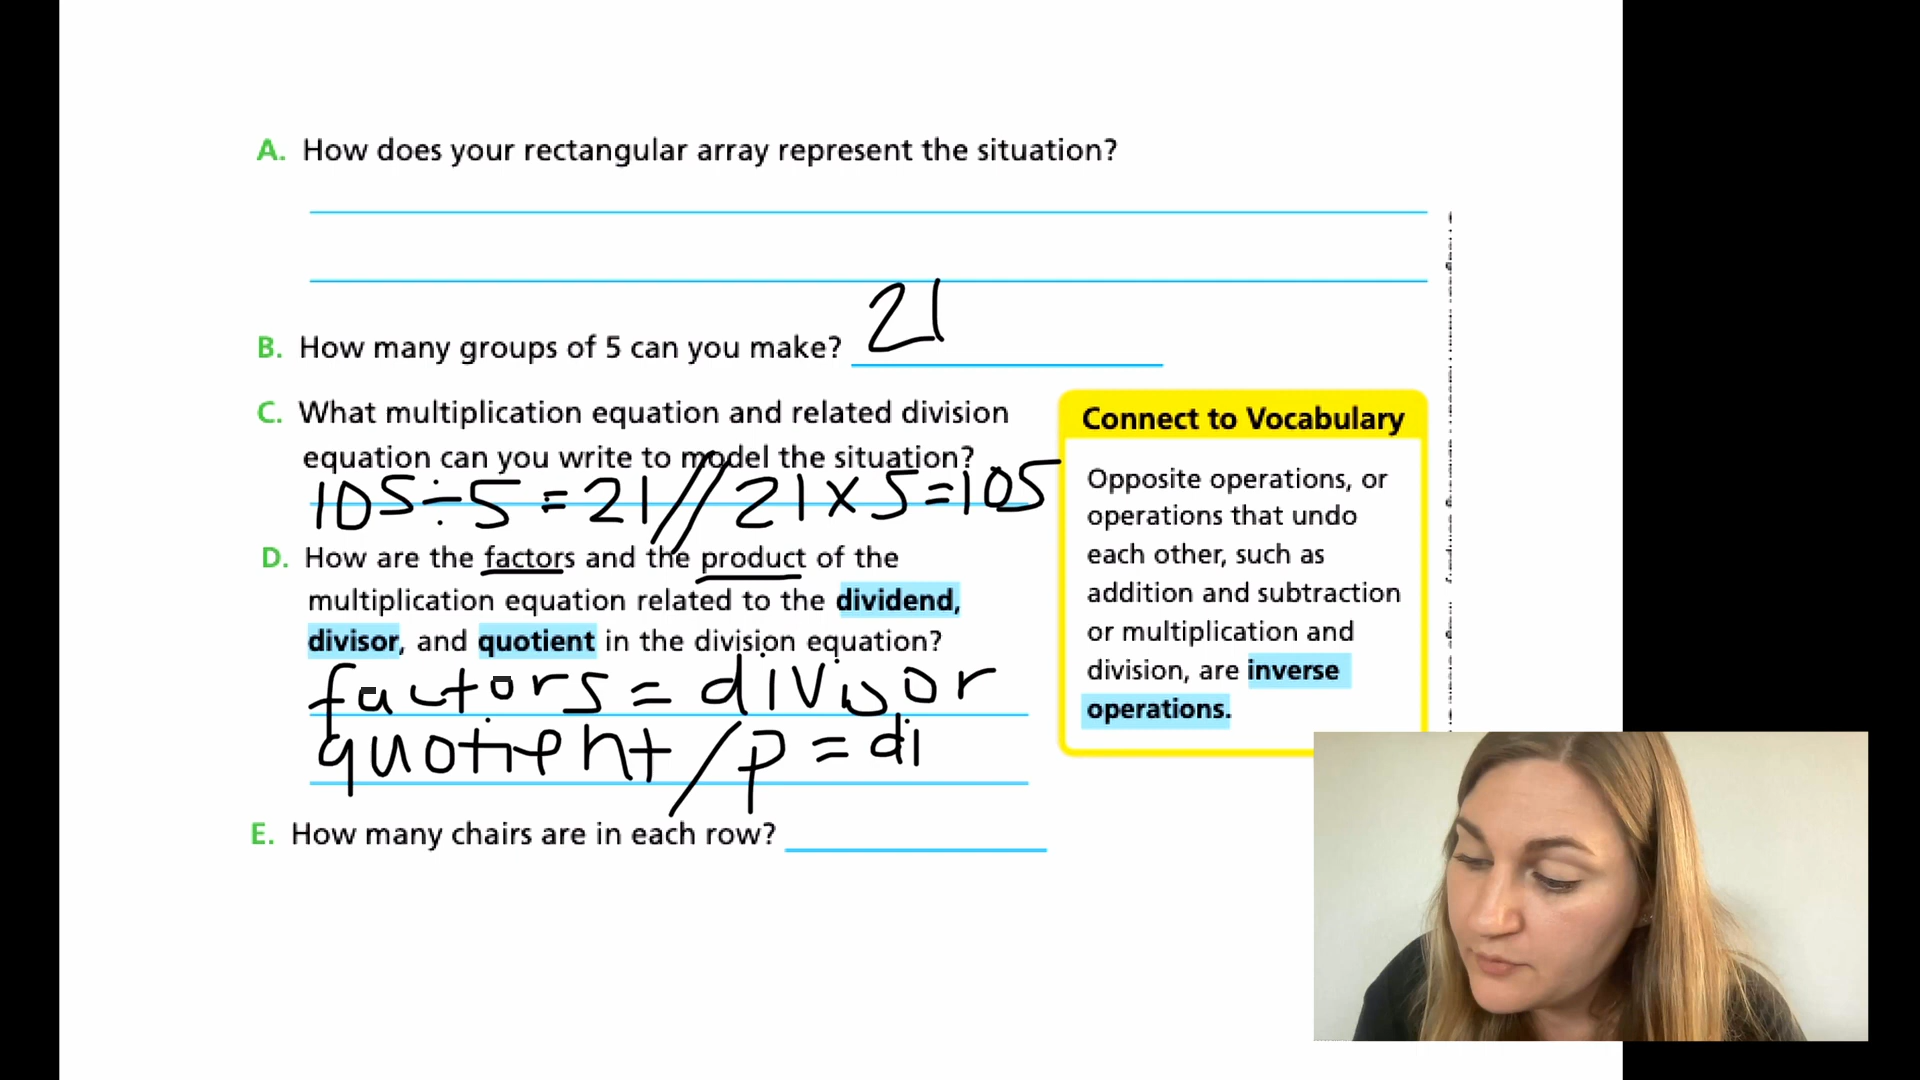 A. How does your rectangular array represent the situation?
B. How many groups of 5 can you make? 21
C. What multiplication equation and related division
equation can you write to model the situation?
105÷5=21//21x5=105
D. How are the factors and the product of the
multiplication equation related to the dividend,
divisor, and quotient in the division equation?
factors = divisor
quotient/p = di
E. How many chairs are in each row?
Connect to Vocabulary
Opposite operations, or
operations that undo
each other, such as
addition and subtraction
or multiplication and
division, are inverse
operations.